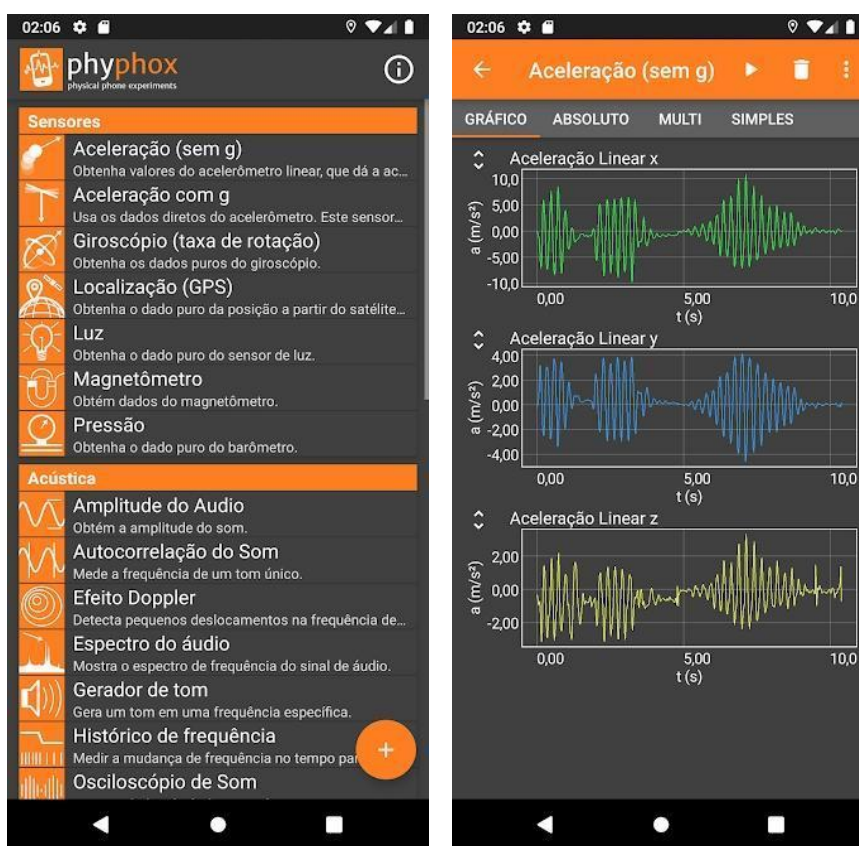 02:06
phyphox
physical phone experiments
Sensores
Aceleração (sem g)
Obtenha valores do acelerômetro linear, que dá a ac...
Aceleração com g
Usa os dados diretos do acelerômetro. Este sensor...
Giroscópio (taxa de rotação)
Obtenha os dados puros do giroscópio.
Localização (GPS)
Obtenha o dado puro da posição a partir do satélite...
Luz
Obtenha o dado puro do sensor de luz.
Magnetômetro
Obtém dados do magnetômetro.
Pressão
Obtenha o dado puro do barômetro.
Acústica
Amplitude do Audio
Obtém a amplitude do som.
Autocorrelação do Som
Mede a frequência de um tom único.
Efeito Doppler
Detecta pequenos deslocamentos na frequência de...
Espectro do áudio
Mostra o espectro de frequência do sinal de áudio.
Gerador de tom
Gera um tom em uma frequência específica.
Histórico de frequência
Medir a mudança de frequência no tempo
+
Osciloscópio de Som
02:06
Aceleração (sem g)
GRÁFICO ABSOLUTO MULTI SIMPLES
Aceleração Linear x
10,0
5,00
0,00
-5,00
-10,0
a (m/s²)
0,00 5,00 10,0
t (s)
Aceleração Linear y
4,00
2,00
0,00
-2,00
-4,00
a (m/s²)
0,00 5,00 10,0
t (s)
Aceleração Linear z
2,00
0,00
-2,00
a (m/s²)
0,00 5,00 10,0
t (s)